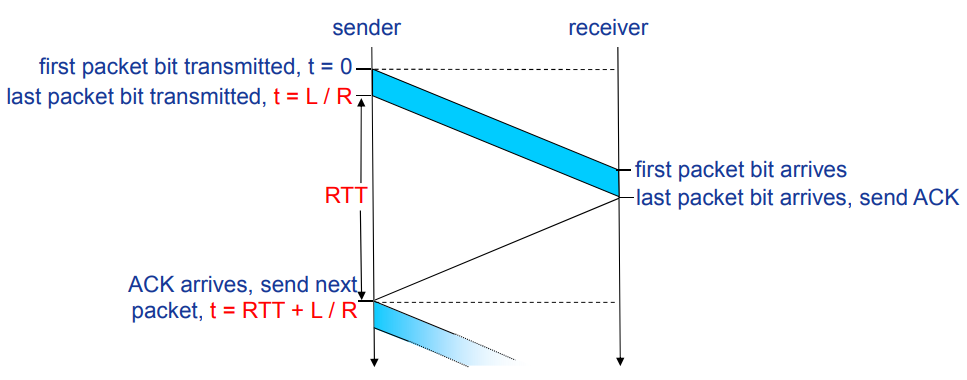 sender
receiver
first packet bit transmitted, t = 0
last packet bit transmitted, t = L / R
first packet bit arrives
RTT
last packet bit arrives, send ACK
ACK arrives, send next
packet, t = RTT + L / R